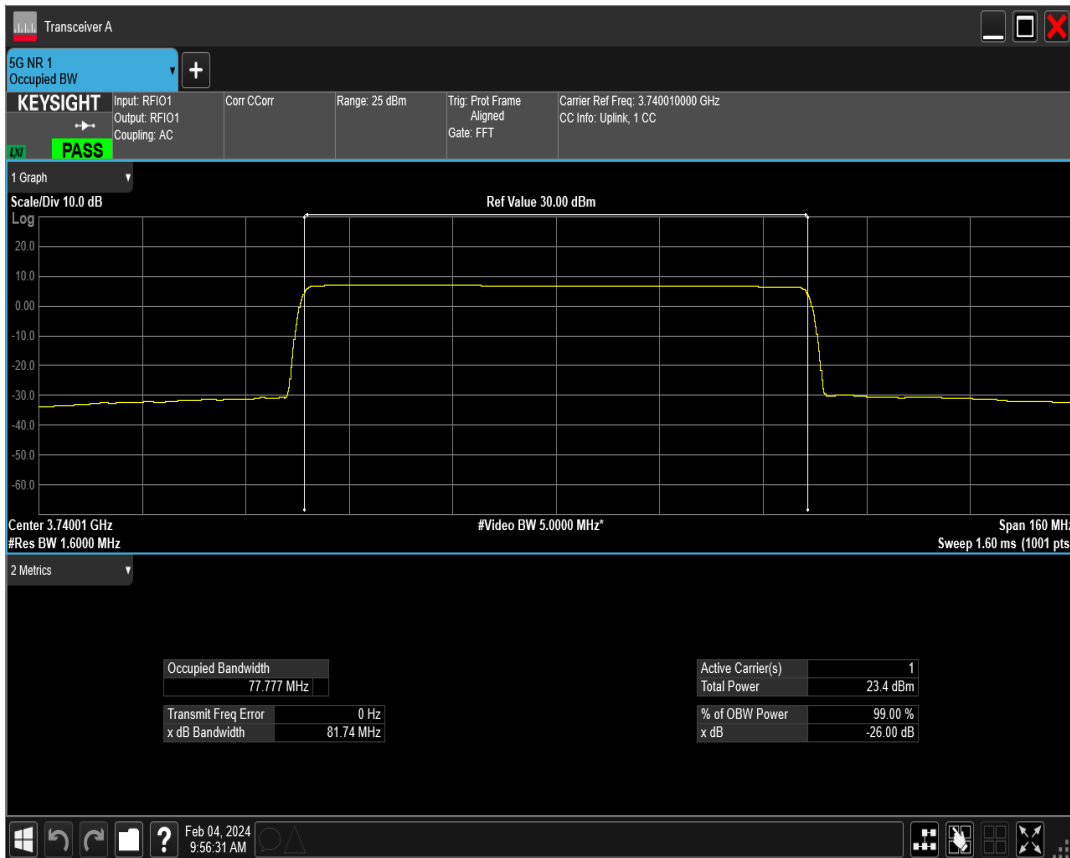 Transceiver A
5G NR 1
Occupied BW
+
KEYSIGHT
LXI
PASS
Input: RFIO1
Output: RFIO1
Coupling: AC
Corr CCorr
Range: 25 dBm
Trig: Prot Frame
Aligned
Gate: FFT
Carrier Ref Freq: 3.740010000 GHz
CC Info: Uplink, 1 CC
1 Graph
Scale/Div 10.0 dB
Ref Value 30.00 dBm
Log
20.0
10.0
0.00
-10.0
-20.0
-30.0
-40.0
-50.0
-60.0
Center 3.74001 GHz
#Video BW 5.0000 MHz*
Span 160 MHz
#Res BW 1.6000 MHz
Sweep 1.60 ms (1001 pts
2 Metrics
Occupied Bandwidth
77.777 MHz
Transmit Freq Error 0 Hz
x dB Bandwidth 81.74 MHz
Active Carrier(s) 1
Total Power 23.4 dBm
% of OBW Power 99.00 %
x dB -26.00 dB
?
Feb 04, 2024
9:56:31 AM